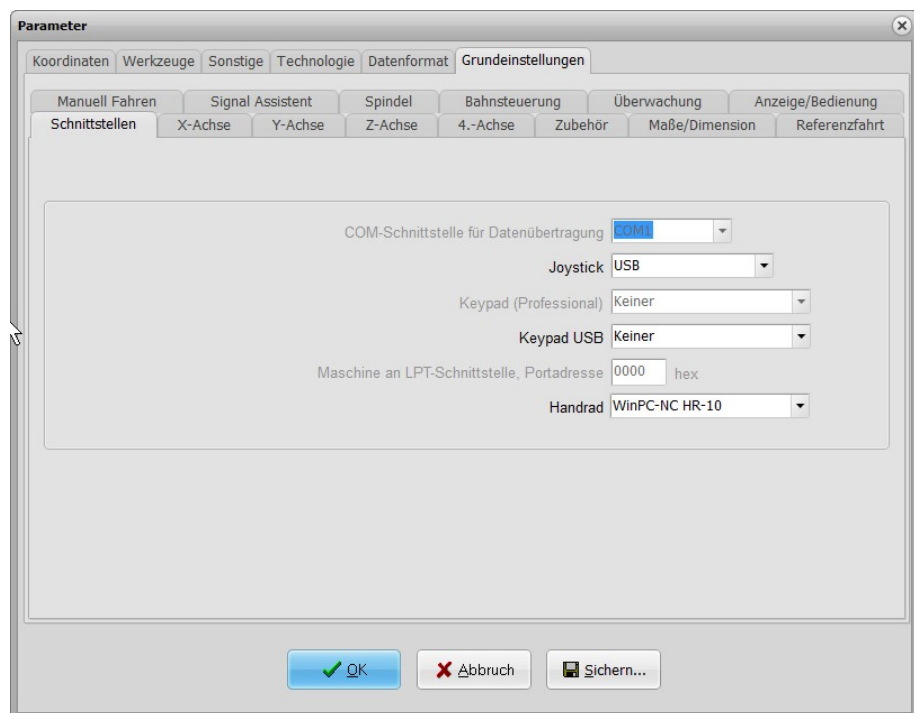 Parameter
Koordinaten Werkzeuge Sonstige Technologie Datenformat Grundeinstellungen
Manuell Fahren Signal Assistent Spindel Bahnsteuerung Überwachung Anzeige/Bedienung
Schnittstellen X-Achse Y-Achse Z-Achse 4.-Achse Zubehör Maße/Dimension Referenzfahrt
COM-Schnittstelle für Datenübertragung COM1
Joystick USB
Keypad (Professional) Keiner
Keypad USB Keiner
Maschine an LPT-Schnittstelle, Portadresse 0000 hex
Handrad WinPC-NC HR-10
OK Abbruch Sichern...